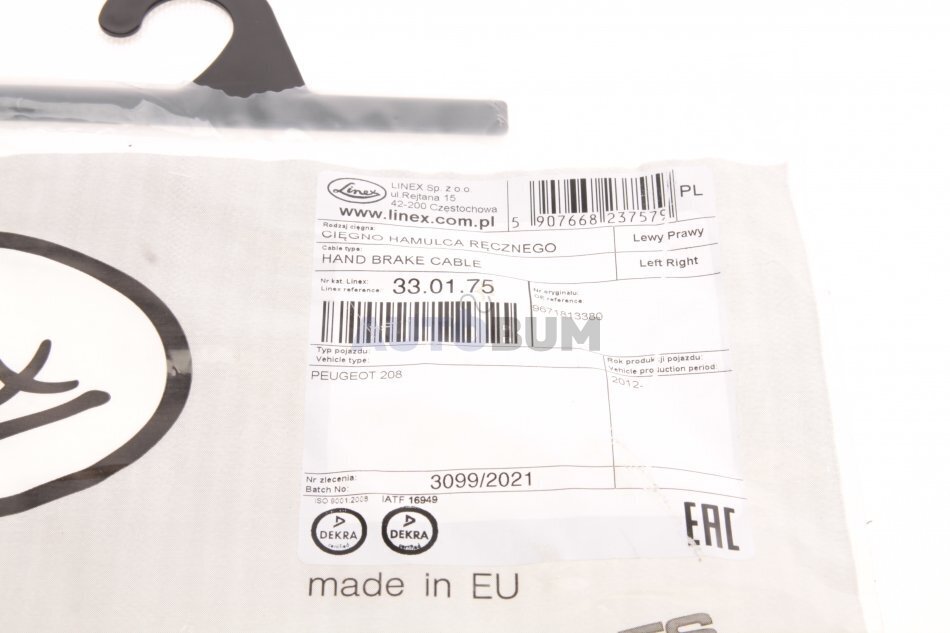 Linex
LINEX Sp. z o.o.
ul Rejtana 15
42-200 Częstochowa
www.linex.com.pl
5 907668 237579
PL
Rodzaj cięgna:
CIĘGNO HAMULCA RĘCZNEGO
Lewy Prawy
Cable type:
HAND BRAKE CABLE
Left Right
Nr kat. Linex:
Linex reference:
33.01.75
Nr oryginału:
OE reference:
9671813380
AUTOBUM
Typ pojazdu:
Vehicle type:
Rok produkcji pojazdu:
Vehicle production period:
PEUGEOT 208
2012-
Nr zlecenia:
Batch No:
3099/2021
ISO 9001:2008
IATF 16949
DEKRA
certified
DEKRA
certified
EAC
made in EU